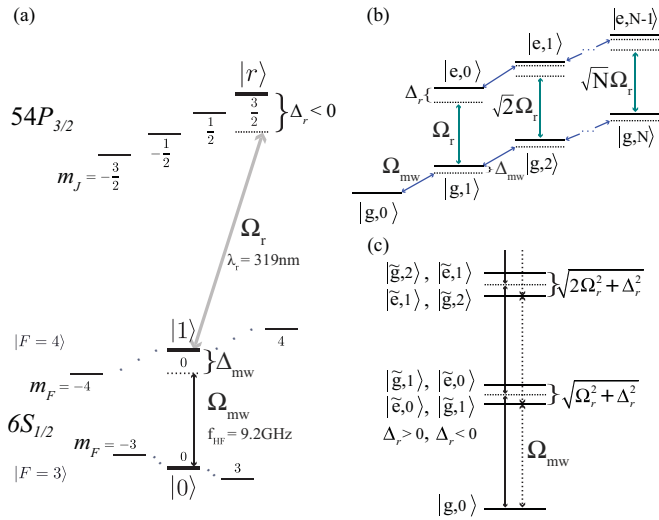 (a)
|r⟩
54P3/2
3/2
Δr < 0
1/2
-1/2
mJ = -3/2
Ωr
λr = 319nm
|F = 4⟩
|1⟩
4
0
Δmw
mF = -4
Ωmw
6S1/2
fHF = 9.2GHz
mF = -3
0
3
|F = 3⟩
|0⟩
(b)
|e,N-1⟩
|e,1⟩
...
|e,0⟩
Δr
√NΩr
√2Ωr
Ωr
|g,N⟩
...
|g,2⟩
Ωmw
Δmw
|g,1⟩
|g,0⟩
(c)
|g̃,2⟩ , |ẽ,1⟩
√2Ωr² + Δr²
|ẽ,1⟩ , |g̃,2⟩
|g̃,1⟩, |ẽ,0⟩
√Ωr² + Δr²
|ẽ,0⟩, |g̃,1⟩
Δr > 0, Δr < 0
Ωmw
|g,0⟩